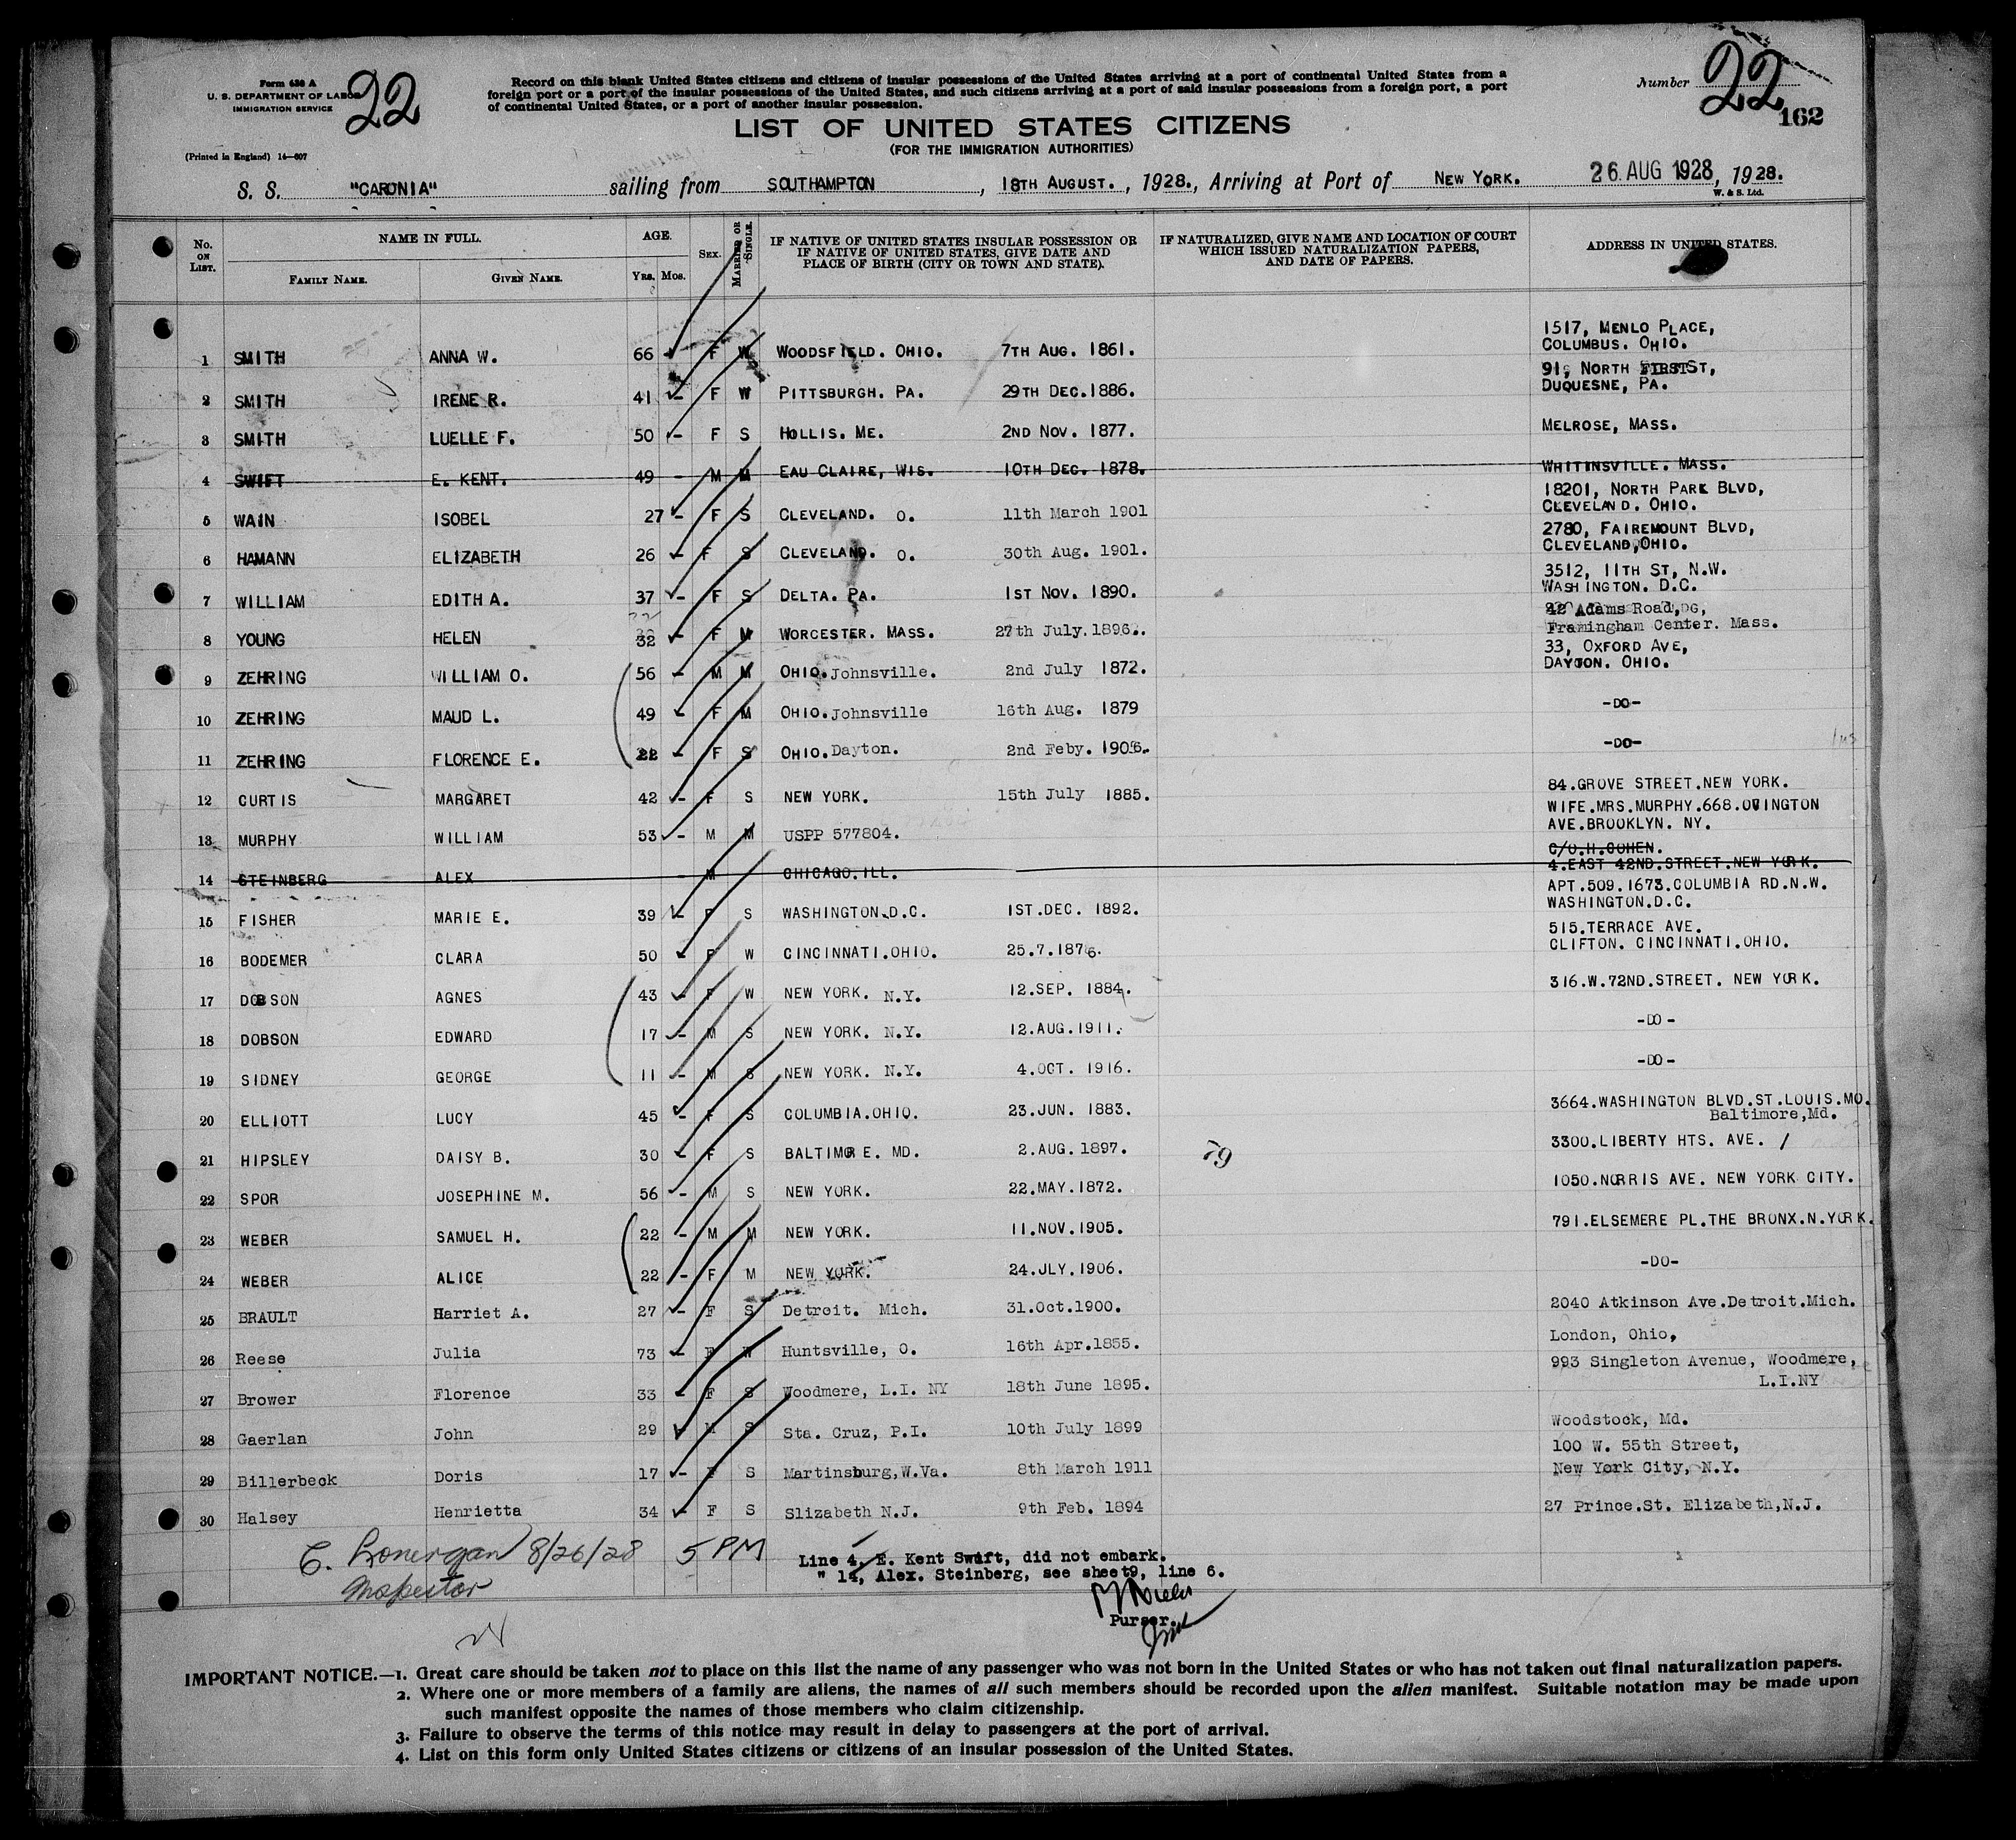 Form 630 A
U. S. DEPARTMENT OF LABOR
IMMIGRATION SERVICE
22
(Printed in England) 14—607
Record on this blank United States citizens and citizens of insular possessions of the United States arriving at a port of continental United States from a
foreign port or a port of the insular possessions of the United States, and such citizens arriving at a port of said insular possessions from a foreign port, a port
of continental United States, or a port of another insular possession.
Number 22
162
LIST OF UNITED STATES CITIZENS
(FOR THE IMMIGRATION AUTHORITIES)
S. S. "CARONIA" sailing from SOUTHAMPTON, 18TH AUGUST., 1928., Arriving at Port of NEW YORK. 26 AUG 1928, 1928.
W. & S. Ltd.
No. ON LIST. NAME IN FULL. FAMILY NAME. GIVEN NAME. AGE. Yrs. Mos. SEX. MARRIED OR SINGLE. IF NATIVE OF UNITED STATES INSULAR POSSESSION OR IF NATIVE OF UNITED STATES, GIVE DATE AND PLACE OF BIRTH (CITY OR TOWN AND STATE). IF NATURALIZED, GIVE NAME AND LOCATION OF COURT WHICH ISSUED NATURALIZATION PAPERS, AND DATE OF PAPERS. ADDRESS IN UNITED STATES.
1 SMITH ANNA W. 66 F W WOODSFIELD. OHIO. 7TH AUG. 1861. 1517, MENLO PLACE, COLUMBUS. OHIO.
2 SMITH IRENE R. 41 - F W PITTSBURGH. PA. 29TH DEC.1886. 91, NORTH FIRST ST, DUQUESNE, PA.
3 SMITH LUELLE F. 50 - F S HOLLIS. ME. 2ND NOV. 1877. MELROSE, MASS.
4 SWIFT E. KENT. 49 - M M EAU CLAIRE, WIS. 10TH DEC. 1878. WHITINSVILLE. MASS.
5 WAIN ISOBEL 27 - F S CLEVELAND. O. 11th March 1901 18201, NORTH PARK BLVD, CLEVELAND. OHIO.
6 HAMANN ELIZABETH 26 - F S CLEVELAND. O. 30th Aug. 1901. 2780, FAIREMOUNT BLVD, CLEVELAND, OHIO.
7 WILLIAM EDITH A. 37 - F S DELTA. PA. 1ST NOV. 1890. 3512, 11TH ST, N.W. WASHINGTON. D.C.
8 YOUNG HELEN 32 - F M WORCESTER. MASS. 27th July. 1896. 42 Adams Road, Framingham Center. Mass.
9 ZEHRING WILLIAM O. 56 - M M OHIO. Johnsville. 2nd July 1872. 33, OXFORD AVE, DAYTON. OHIO.
10 ZEHRING MAUD L. 49 - F M OHIO. Johnsville 16th Aug. 1879 -DO-
11 ZEHRING FLORENCE E. 22 - F S OHIO. Dayton. 2nd Feby. 1906. -DO-
12 CURTIS MARGARET 42 - F S NEW YORK. 15th July 1885. 84.GROVE STREET.NEW YORK.
13 MURPHY WILLIAM 53 - M M USPP 577804. WIFE.MRS.MURPHY.668.OVINGTON AVE.BROOKLYN. NY.
14 STEINBERG ALEX - M CHICAGO.ILL. C/O.H.COHEN. 4.EAST 42ND.STREET.NEW YORK.
15 FISHER MARIE E. 39 - F S WASHINGTON.D.C. 1ST.DEC. 1892. APT.509.1673.COLUMBIA RD.N.W. WASHINGTON.D.C.
16 BODEMER CLARA 50 - F W CINCINNATI.OHIO. 25.7.1876. 515.TERRACE AVE. CLIFTON. CINCINNATI.OHIO.
17 DOBSON AGNES 43 - F W NEW YORK. N.Y. 12.SEP. 1884. 316.W.72ND.STREET. NEW YORK.
18 DOBSON EDWARD 17 - M S NEW YORK. N.Y. 12.AUG.1911. -DO-
19 SIDNEY GEORGE 11 - M S NEW YORK. N.Y. 4.OCT. 1916. -DO-
20 ELLIOTT LUCY 45 - F S COLUMBIA.OHIO. 23.JUN. 1883. 3664.WASHINGTON BLVD.ST.LOUIS.MO.
21 HIPSLEY DAISY B. 30 - F S BALTIMORE. MD. 2.AUG. 1897. 79 Baltimore,Md. 3300.LIBERTY HTS. AVE. /
22 SPOR JOSEPHINE M. 56 - M S NEW YORK. 22.MAY.1872. 1050.NORRIS AVE. NEW YORK CITY.
23 WEBER SAMUEL H. 22 - M M NEW YORK. 11.NOV.1905. 791.ELSEMERE PL.THE BRONX.N.YORK.
24 WEBER ALICE 22 - F M NEW YORK. 24.JLY.1906. -DO-
25 BRAULT Harriet A. 27 - F S Detroit. Mich. 31.Oct.1900. 2040 Atkinson Ave.Detroit.Mich.
26 Reese Julia 73 - F W Huntsville, O. 16th Apr.1855. London, Ohio,
27 Brower Florence 33 - F S Woodmere, L.I. NY 18th June 1895. 993 Singleton Avenue, Woodmere, L.I.NY
28 Gaerlan John 29 - M S Sta. Cruz, P.I. 10th July 1899 Woodstock, Md.
29 Billerbeck Doris 17 - F S Martinsburg,W.Va. 8th March 1911 100 W. 55th Street, New York City, N.Y.
30 Halsey Henrietta 34 - F S Slizabeth N.J. 9th Feb. 1894 27 Prince.St. Elizabeth,N.J.
C. Lonergan 8/26/28 5 PM
Inspector
Line 4, E. Kent Swift, did not embark.
" 14, Alex. Steinberg, see sheet9, line 6.
Purser.
IMPORTANT NOTICE.—1. Great care should be taken not to place on this list the name of any passenger who was not born in the United States or who has not taken out final naturalization papers.
2. Where one or more members of a family are aliens, the names of all such members should be recorded upon the alien manifest. Suitable notation may be made upon
such manifest opposite the names of those members who claim citizenship.
3. Failure to observe the terms of this notice may result in delay to passengers at the port of arrival.
4. List on this form only United States citizens or citizens of an insular possession of the United States.